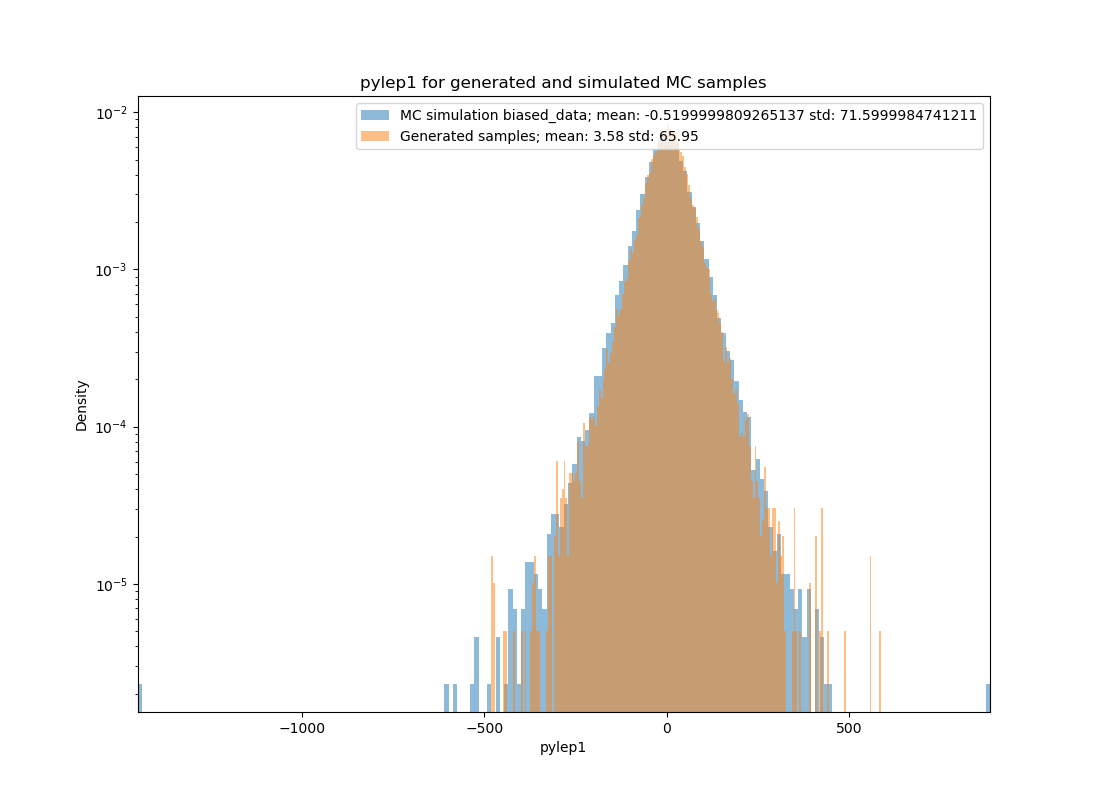 pylep1 for generated and simulated MC samples
MC simulation biased_data; mean: -0.5199999809265137 std: 71.5999984741211
Generated samples; mean: 3.58 std: 65.95
10⁻²
10⁻³
10⁻⁴
10⁻⁵
Density
−1000
−500
0
500
pylep1